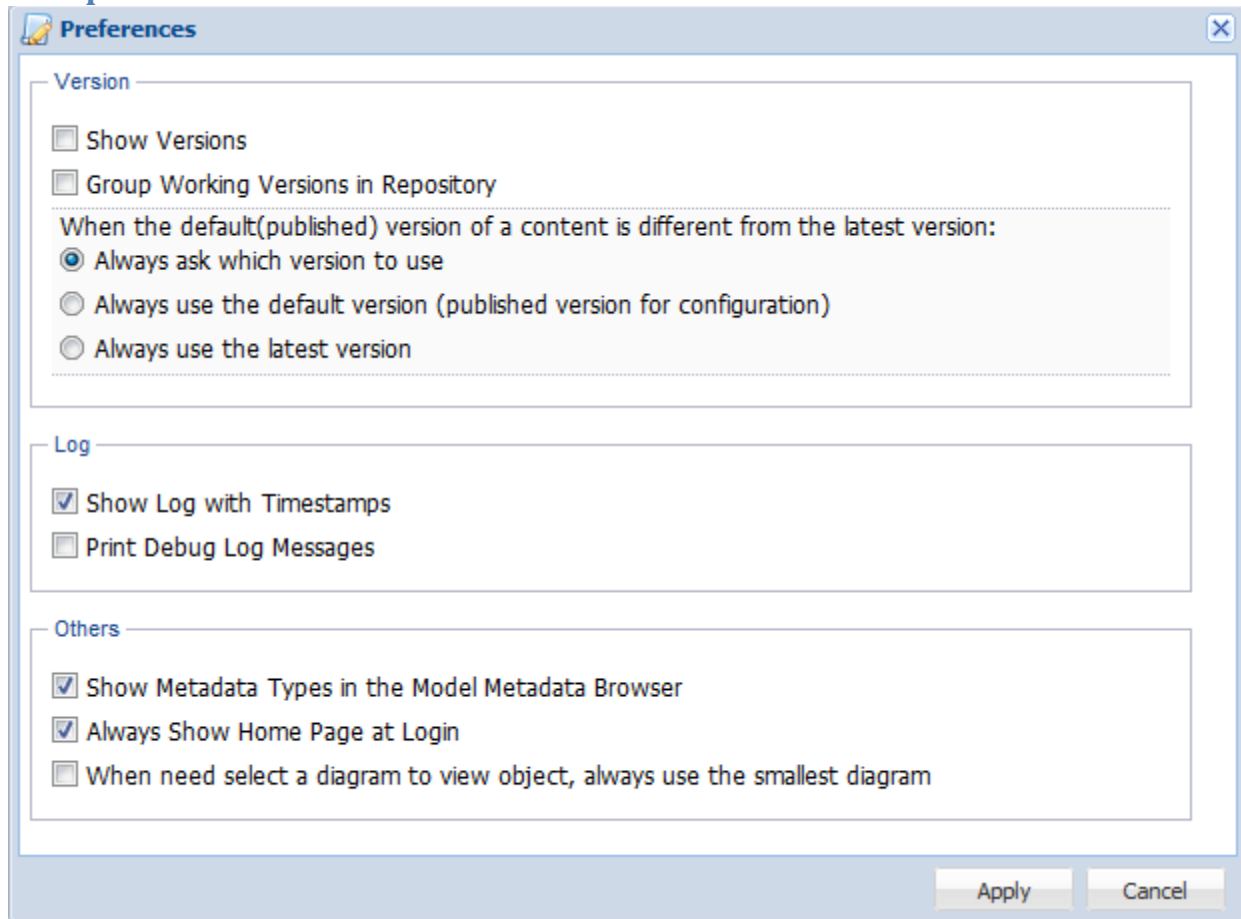 Preferences
Version
Show Versions
Group Working Versions in Repository
When the default(published) version of a content is different from the latest version:
Always ask which version to use
Always use the default version (published version for configuration)
Always use the latest version
Log
Show Log with Timestamps
Print Debug Log Messages
Others
Show Metadata Types in the Model Metadata Browser
Always Show Home Page at Login
When need select a diagram to view object, always use the smallest diagram
Apply Cancel